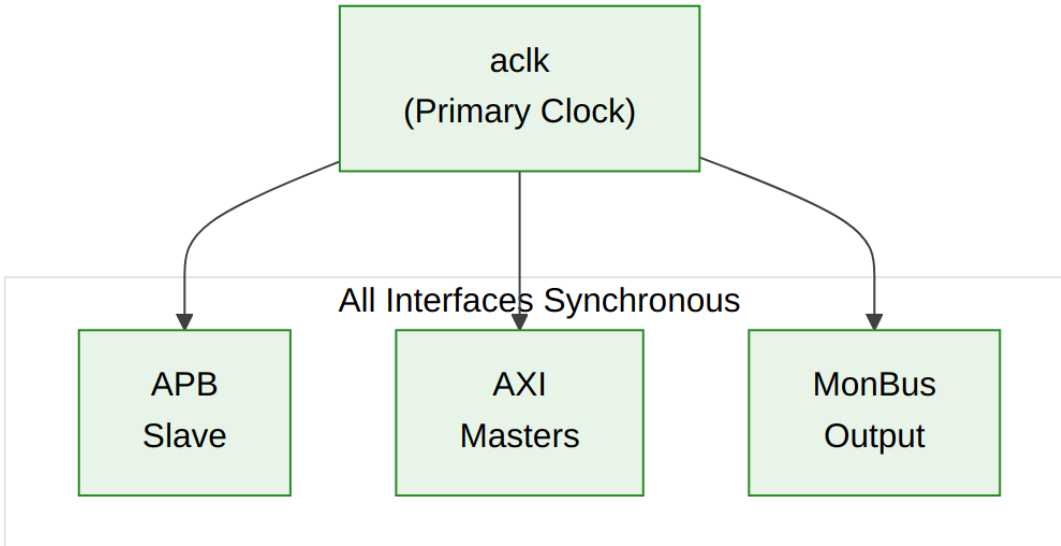 aclk
(Primary Clock)
All Interfaces Synchronous
APB
Slave
AXI
Masters
MonBus
Output